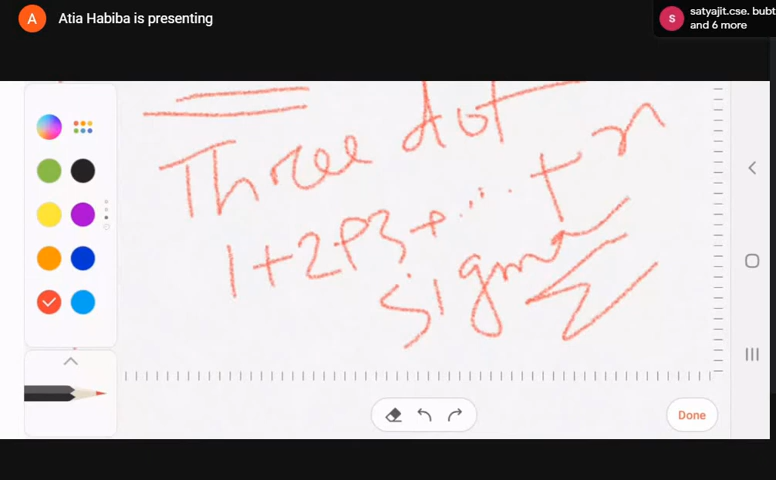 A
Atia Habiba is presenting
S
satyajit.cse. bubt
and 6 more
Three dot
1+2+3+...+n
sigma
Σ
Done